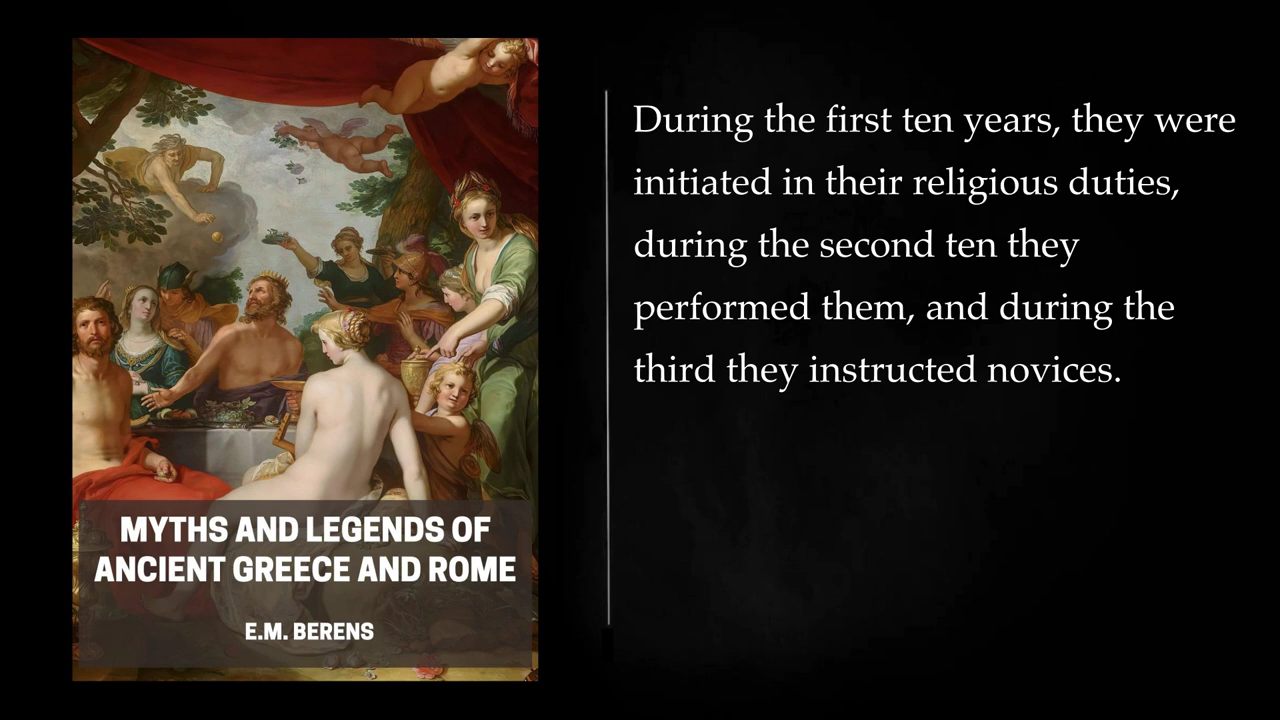 MYTHS AND LEGENDS OF
ANCIENT GREECE AND ROME
E.M. BERENS
During the first ten years, they were
initiated in their religious duties,
during the second ten they
performed them, and during the
third they instructed novices.